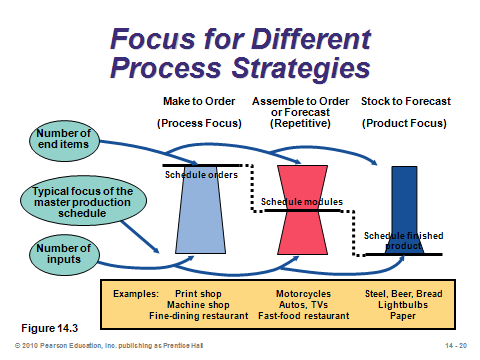 Focus for Different
Process Strategies
Make to Order
(Process Focus)
Assemble to Order
or Forecast
(Repetitive)
Stock to Forecast
(Product Focus)
Number of
end items
Schedule orders
Typical focus of the
master production
schedule
Schedule modules
Schedule finished
product
Number of
inputs
Examples: Print shop
Machine shop
Fine-dining restaurant
Motorcycles
Autos, TVs
Fast-food restaurant
Steel, Beer, Bread
Lightbulbs
Paper
Figure 14.3
© 2010 Pearson Education, Inc. publishing as Prentice Hall
14 - 20